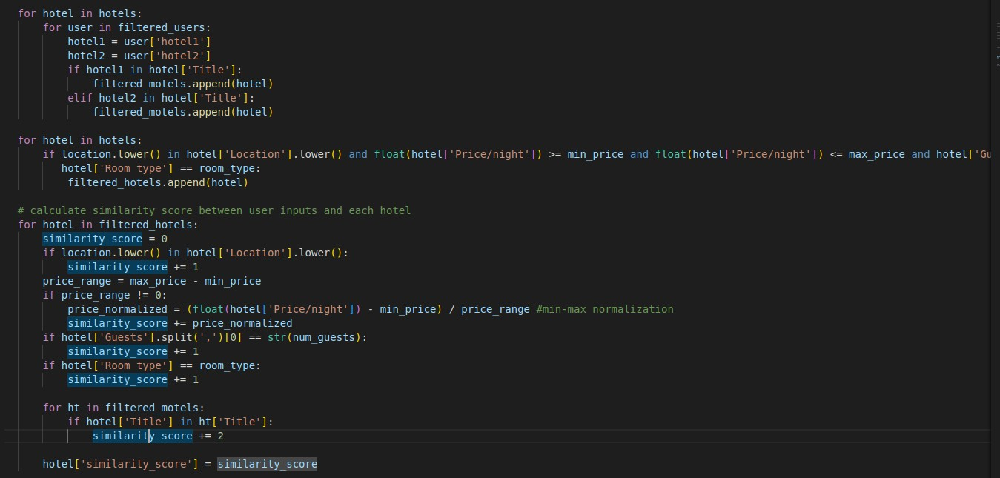 for hotel in hotels:
    for user in filtered_users:
        hotel1 = user['hotel1']
        hotel2 = user['hotel2']
        if hotel1 in hotel['Title']:
            filtered_motels.append(hotel)
        elif hotel2 in hotel['Title']:
            filtered_motels.append(hotel)

for hotel in hotels:
    if location.lower() in hotel['Location'].lower() and float(hotel['Price/night']) >= min_price and float(hotel['Price/night']) <= max_price and hotel['Gu
       hotel['Room type'] == room_type:
        filtered_hotels.append(hotel)

# calculate similarity score between user inputs and each hotel
for hotel in filtered_hotels:
    similarity_score = 0
    if location.lower() in hotel['Location'].lower():
        similarity_score += 1
    price_range = max_price - min_price
    if price_range != 0:
        price_normalized = (float(hotel['Price/night']) - min_price) / price_range #min-max normalization
        similarity_score += price_normalized
    if hotel['Guests'].split(',')[0] == str(num_guests):
        similarity_score += 1
    if hotel['Room type'] == room_type:
        similarity_score += 1

    for ht in filtered_motels:
        if hotel['Title'] in ht['Title']:
            similarity_score += 2

    hotel['similarity_score'] = similarity_score